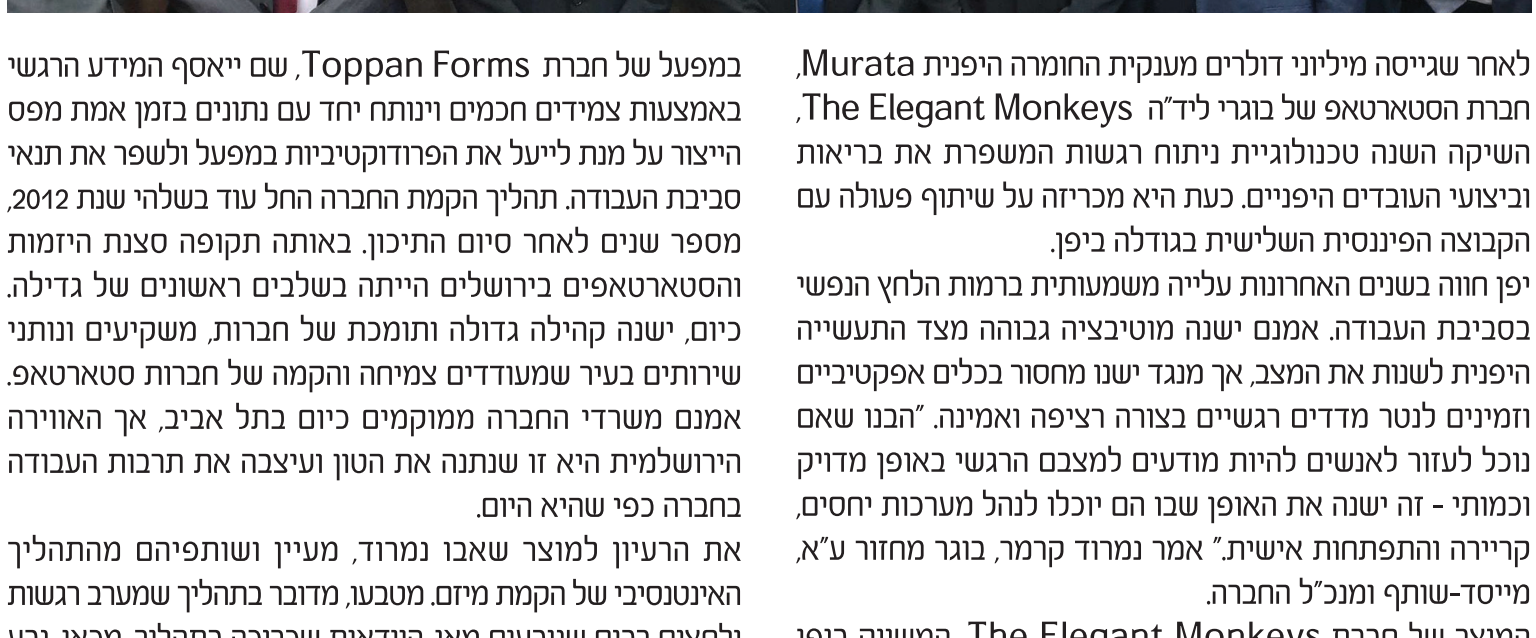 לאחר שגייסה מיליוני דולרים מענקית החומרה היפנית Murata,
חברת הסטארטאפ של בוגרי ליד״ה The Elegant Monkeys,
השיקה השנה טכנולוגיית ניתוח רגשות המשפרת את בריאות
וביצועי העובדים היפניים. כעת היא מכריזה על שיתוף פעולה עם
הקבוצה הפיננסית השלישית בגודלה ביפן.
יפן חווה בשנים האחרונות עלייה משמעותית ברמות הלחץ הנפשי
בסביבת העבודה. אמנם ישנה מוטיבציה גבוהה מצד התעשייה
היפנית לשנות את המצב, אך מנגד ישנו מחסור בכלים אפקטיביים
וזמינים לנטר מדדים רגשיים בצורה רציפה ואמינה. ״הבנו שאם
נוכל לעזור לאנשים להיות מודעים למצבם הרגשי באופן מדויק
וכמותי - זה ישנה את האופן שבו הם יוכלו לנהל מערכות יחסים,
קריירה והתפתחות אישית.״ אמר נמרוד קרמר, בוגר מחזור ע״א,
מייסד-שותף ומנכ״ל החברה.
המוצר של חברת The Elegant Monkeys, המשווק ביפן
במפעל של חברת Toppan Forms, שם ייאסף המידע הרגשי
באמצעות צמידים חכמים וינותח יחד עם נתונים בזמן אמת מפס
הייצור על מנת לייעל את הפרודוקטיביות במפעל ולשפר את תנאי
סביבת העבודה. תהליך הקמת החברה החל עוד בשלהי שנת 2012,
מספר שנים לאחר סיום התיכון. באותה תקופה סצנת היזמות
והסטארטאפים בירושלים הייתה בשלבים ראשונים של גדילה.
כיום, ישנה קהילה גדולה ותומכת של חברות, משקיעים ונותני
שירותים בעיר שמעודדים צמיחה והקמה של חברות סטארטאפ.
אמנם משרדי החברה ממוקמים כיום בתל אביב, אך האווירה
הירושלמית היא זו שנתנה את הטון ועיצבה את תרבות העבודה
בחברה כפי שהיא היום.
את הרעיון למוצר שאבו נמרוד, מעיין ושותפיהם מהתהליך
האינטנסיבי של הקמת מיזם. מטבעו, מדובר בתהליך שמערב רגשות